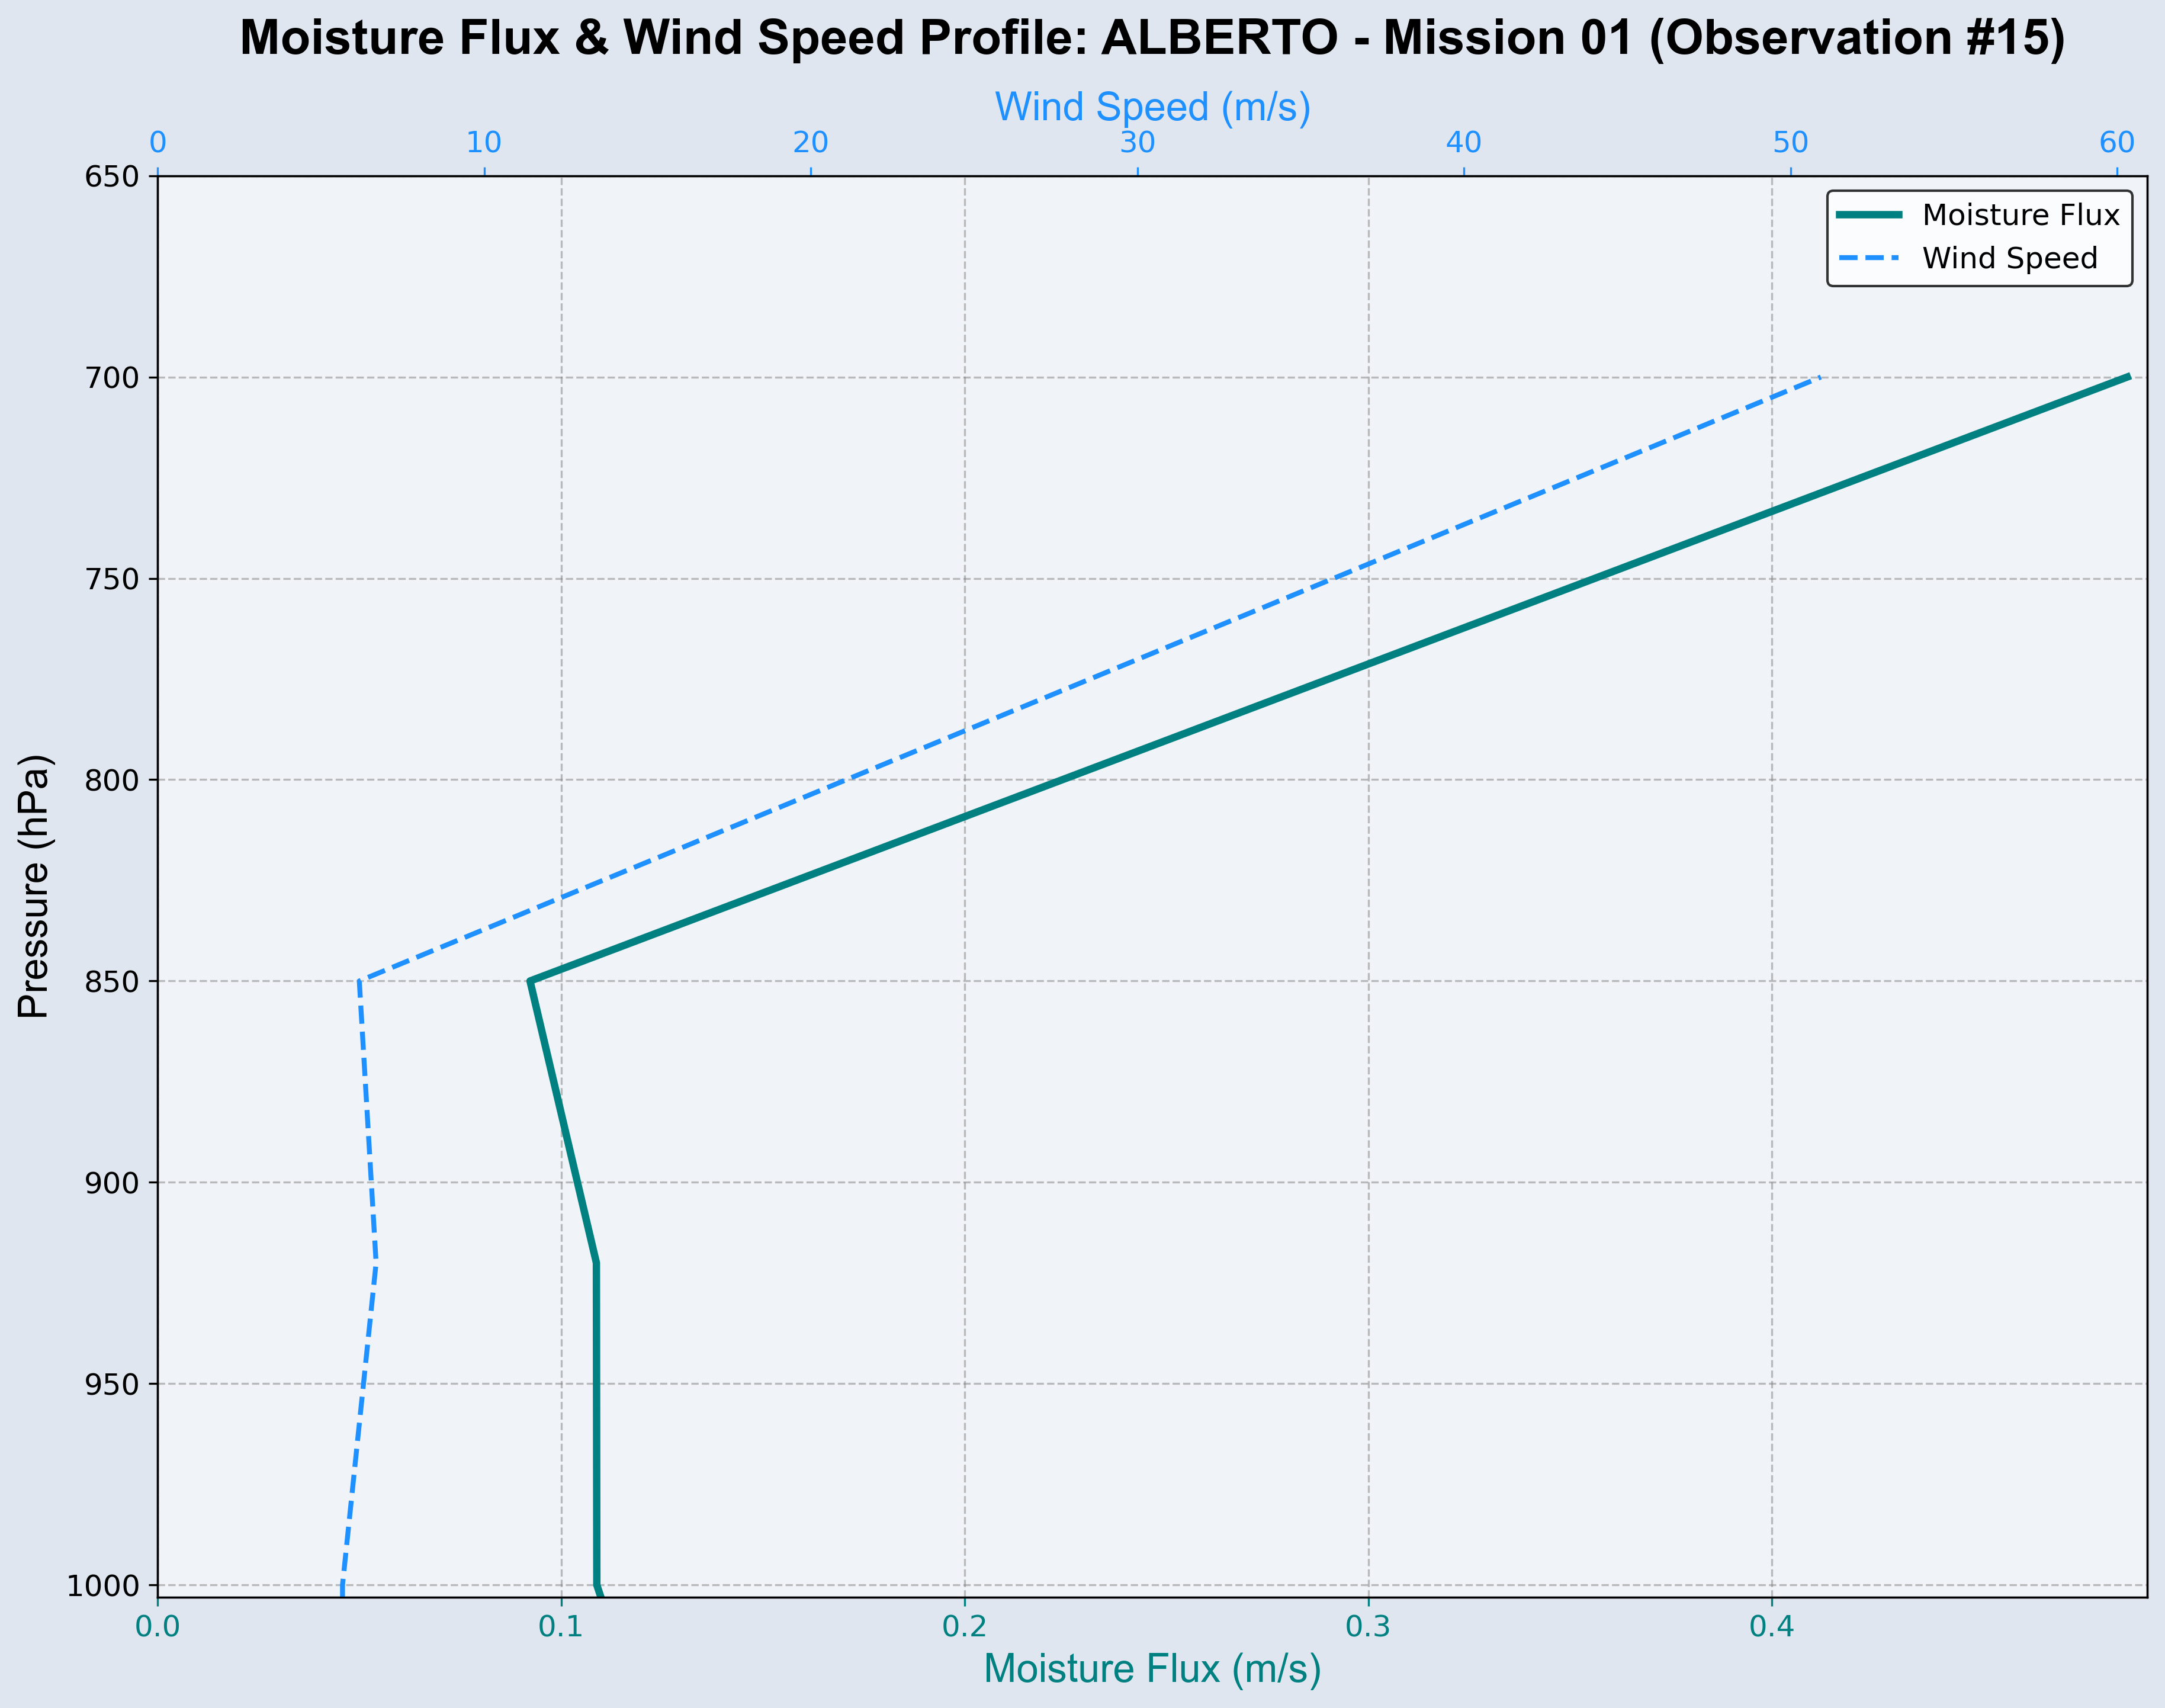 Moisture Flux & Wind Speed Profile: ALBERTO - Mission 01 (Observation #15)
Wind Speed (m/s)
0 10 20 30 40 50 60
Moisture Flux
Wind Speed
Pressure (hPa)
650
700
750
800
850
900
950
1000
0.0 0.1 0.2 0.3 0.4
Moisture Flux (m/s)